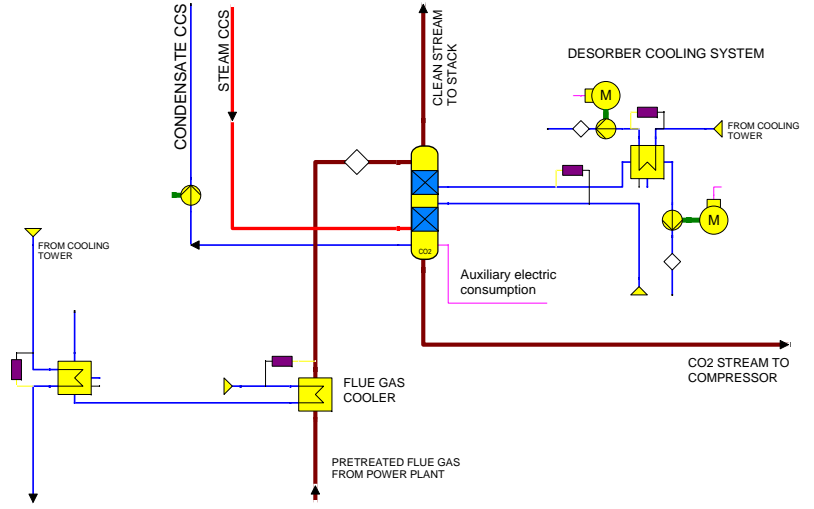 CONDENSATE CCS
STEAM CCS
CLEAN STREAM
TO STACK
DESORBER COOLING SYSTEM
M
FROM COOLING
TOWER
M
FROM COOLING
TOWER
CO2
Auxiliary electric
consumption
CO2 STREAM TO
COMPRESSOR
FLUE GAS
COOLER
PRETREATED FLUE GAS
FROM POWER PLANT